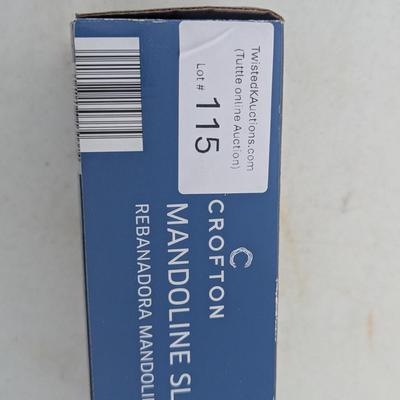 TwistedKAuctions.com
(Tuttle online Auction)
Lot # 115
CROFTON
MANDOLINE SL
REBANADORA MANDOLI